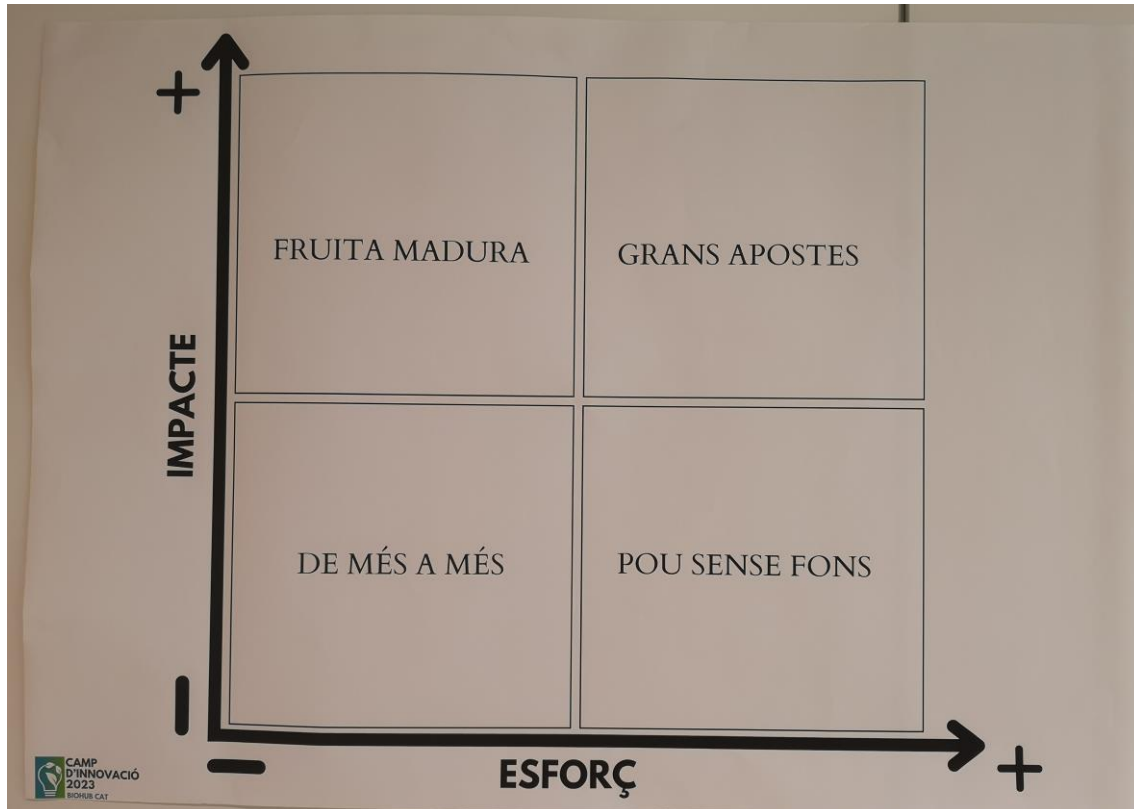 +
FRUITA MADURA
GRANS APOSTES
IMPACTE
DE MÉS A MÉS
POU SENSE FONS
–
–
ESFORÇ
+
CAMP
D'INNOVACIÓ
2023
BIOHUB CAT